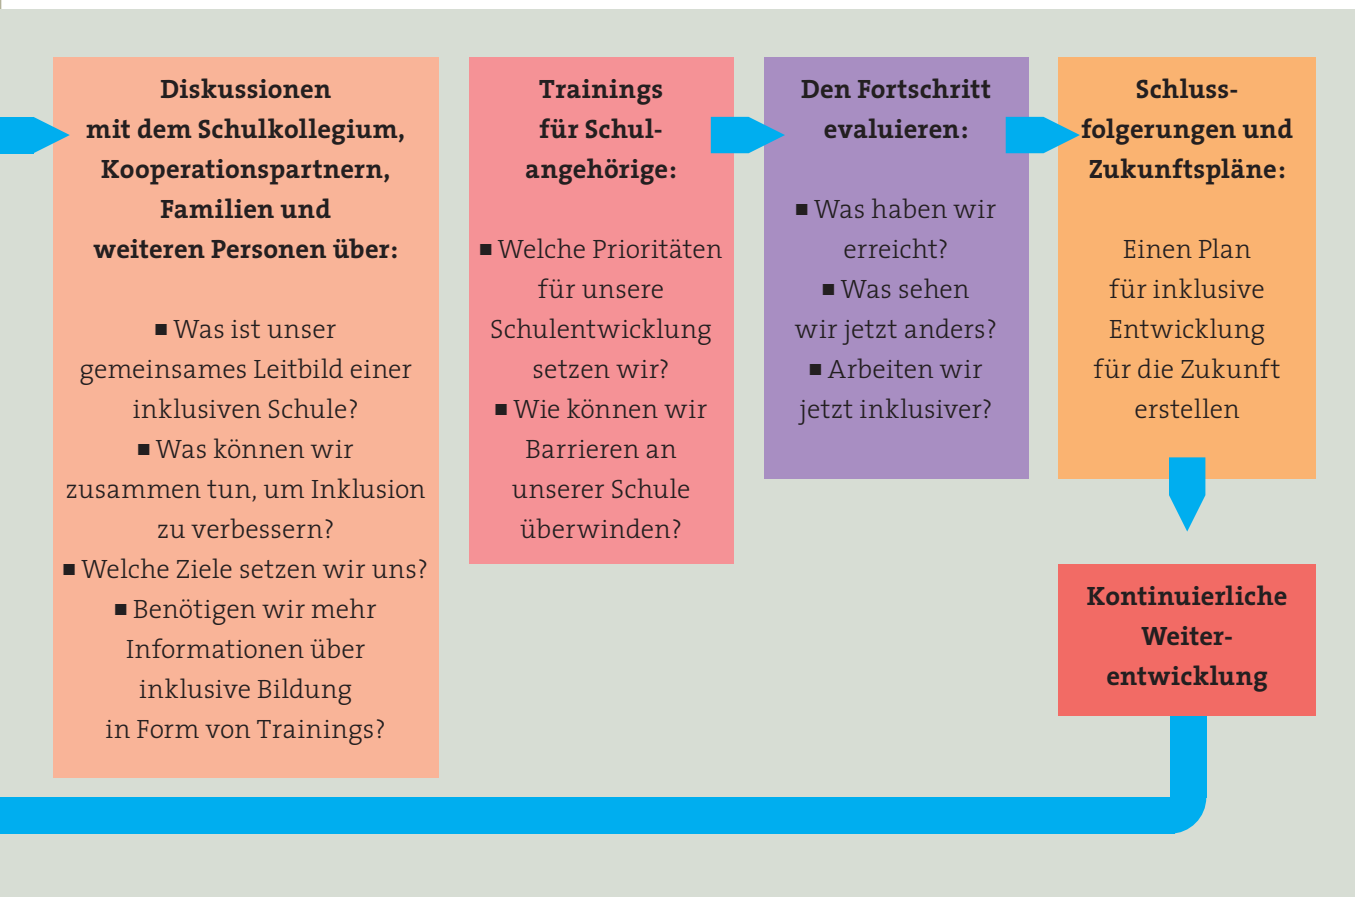 Diskussionen
mit dem Schulkollegium,
Kooperationspartnern,
Familien und
weiteren Personen über:
■ Was ist unser
gemeinsames Leitbild einer
inklusiven Schule?
■ Was können wir
zusammen tun, um Inklusion
zu verbessern?
■ Welche Ziele setzen wir uns?
■ Benötigen wir mehr
Informationen über
inklusive Bildung
in Form von Trainings?
Trainings
für Schul-
angehörige:
■ Welche Prioritäten
für unsere
Schulentwicklung
setzen wir?
■ Wie können wir
Barrieren an
unserer Schule
überwinden?
Den Fortschritt
evaluieren:
■ Was haben wir
erreicht?
■ Was sehen
wir jetzt anders?
■ Arbeiten wir
jetzt inklusiver?
Schluss-
folgerungen und
Zukunftspläne:
Einen Plan
für inklusive
Entwicklung
für die Zukunft
erstellen
Kontinuierliche
Weiter-
entwicklung